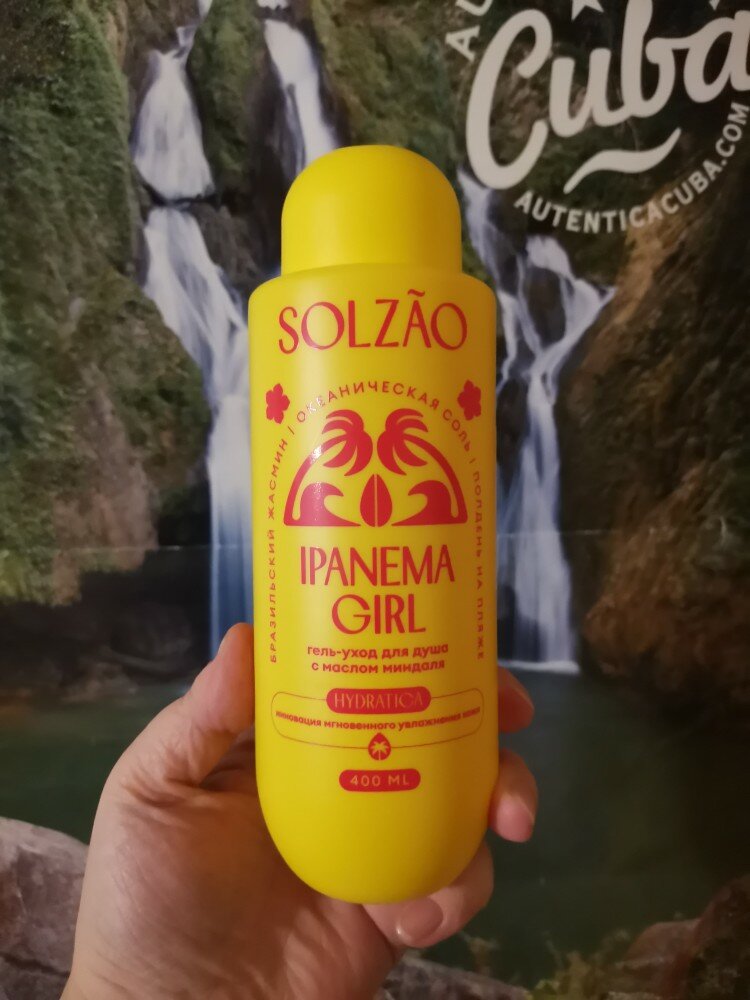 Cuba
AUTENTICACUBA.COM
SOLZÃO
БРАЗИЛЬСКИЙ ЖАСМИН | ОКЕАНИЧЕСКАЯ СОЛЬ | ПОЛДЕНЬ НА ПЛЯЖЕ
IPANEMA
GIRL
гель-уход для душа
с маслом миндаля
HYDRATICA
инновация мгновенного увлажнения кожи
400 ML